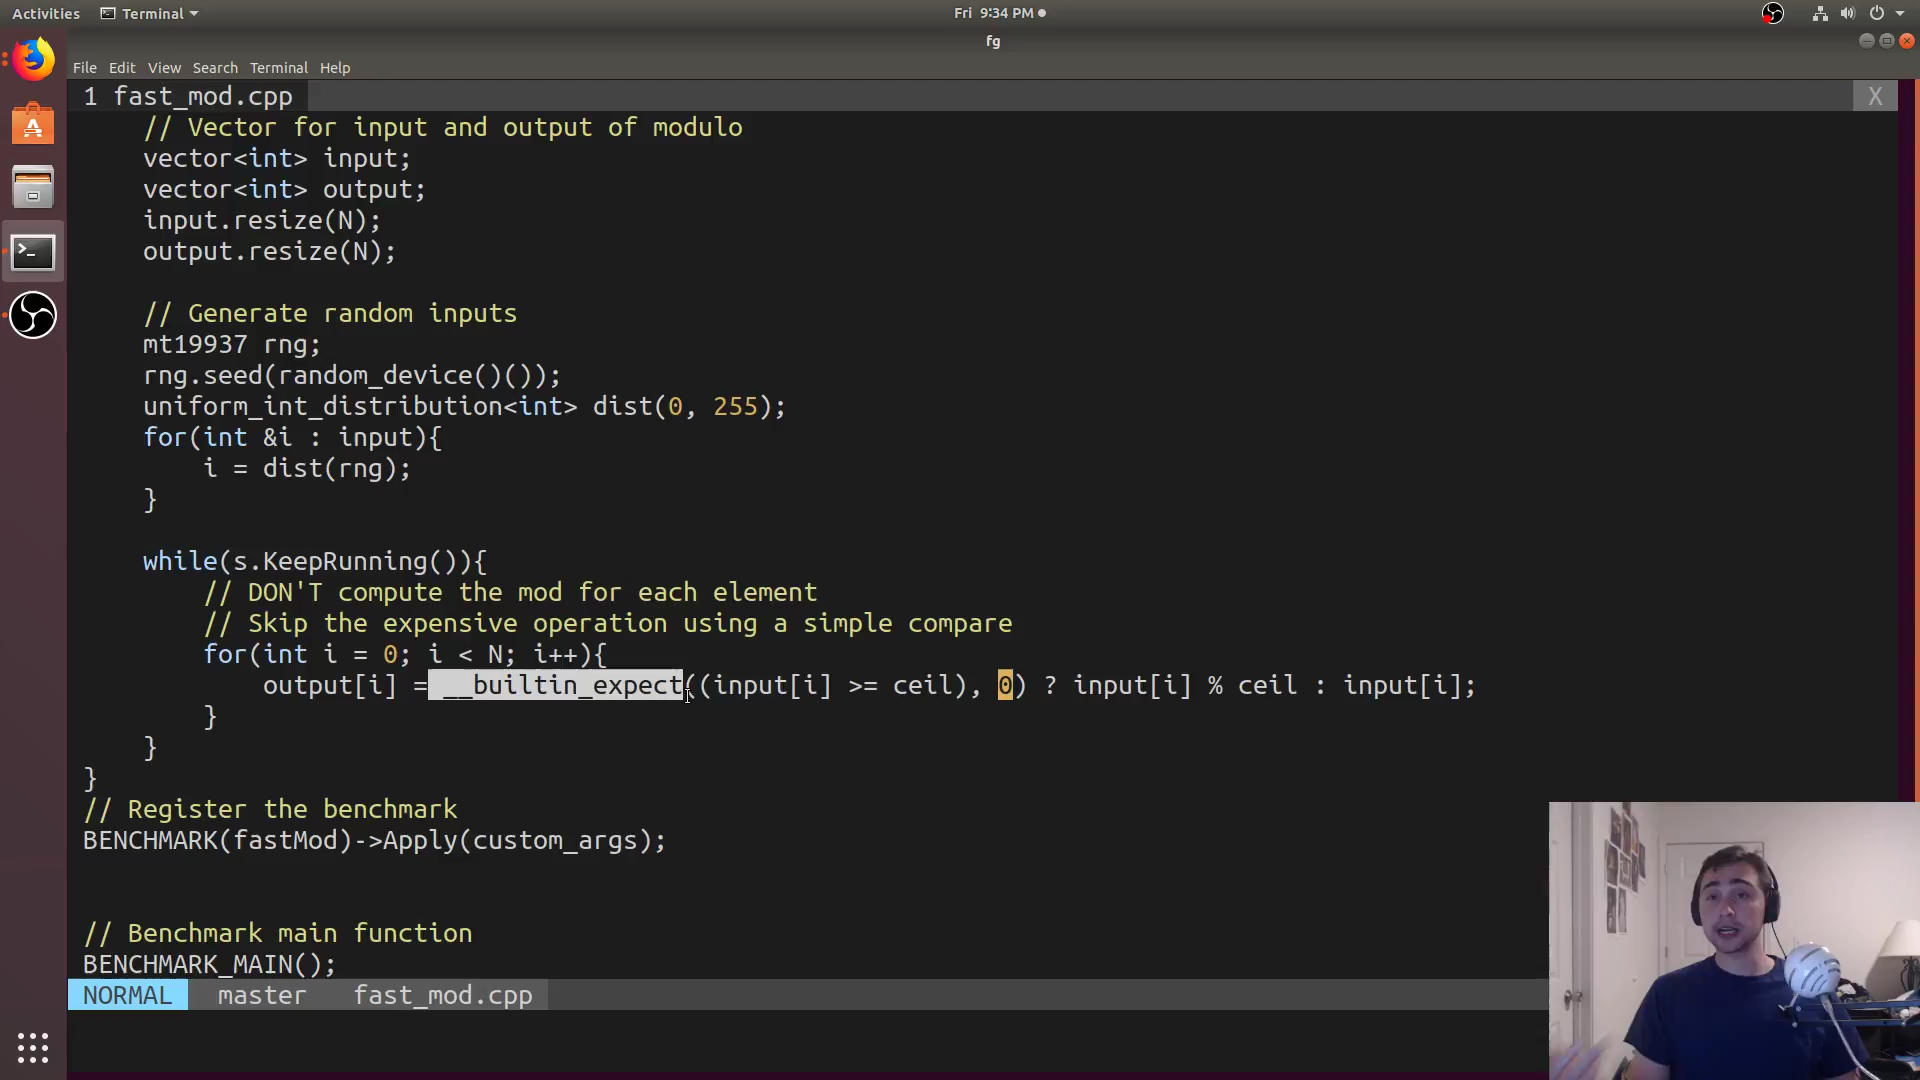 Activities Terminal Fri 9:34 PM
fg
File Edit View Search Terminal Help
1 fast_mod.cpp X
// Vector for input and output of modulo
vector<int> input;
vector<int> output;
input.resize(N);
output.resize(N);
// Generate random inputs
mt19937 rng;
rng.seed(random_device()());
uniform_int_distribution<int> dist(0, 255);
for(int &i : input){
i = dist(rng);
}
while(s.KeepRunning()){
// DON'T compute the mod for each element
// Skip the expensive operation using a simple compare
for(int i = 0; i < N; i++){
output[i] = __builtin_expect((input[i] >= ceil), 0) ? input[i] % ceil : input[i];
}
}
}
// Register the benchmark
BENCHMARK(fastMod)->Apply(custom_args);
// Benchmark main function
BENCHMARK_MAIN();
NORMAL master fast_mod.cpp